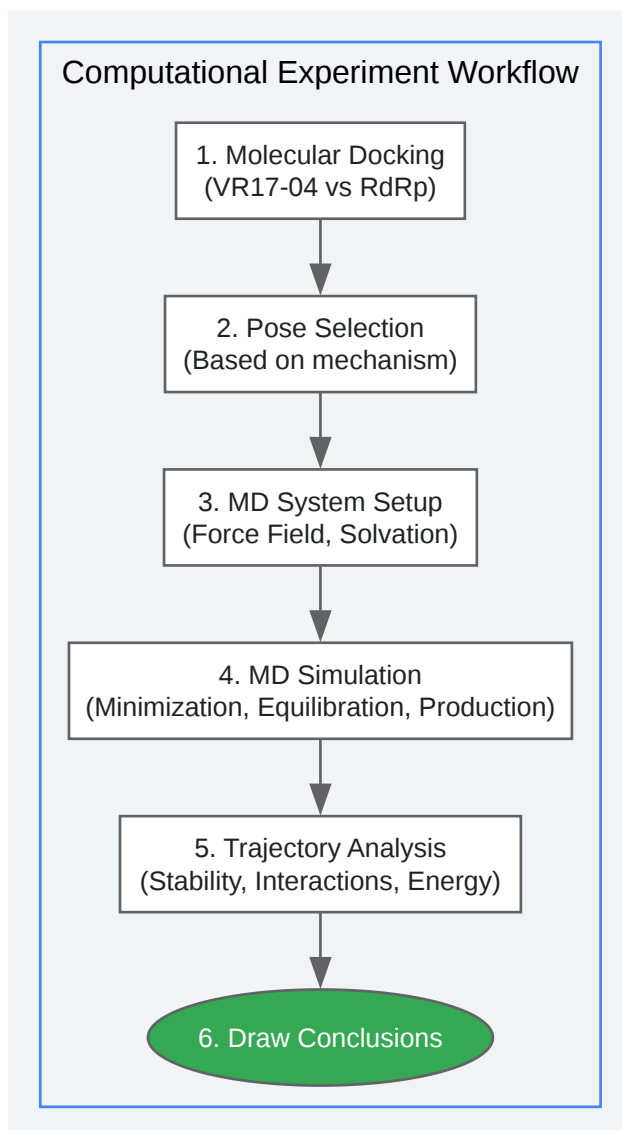 Computational Experiment Workflow
1. Molecular Docking
(VR17-04 vs RdRp)
2. Pose Selection
(Based on mechanism)
3. MD System Setup
(Force Field, Solvation)
4. MD Simulation
(Minimization, Equilibration, Production)
5. Trajectory Analysis
(Stability, Interactions, Energy)
6. Draw Conclusions